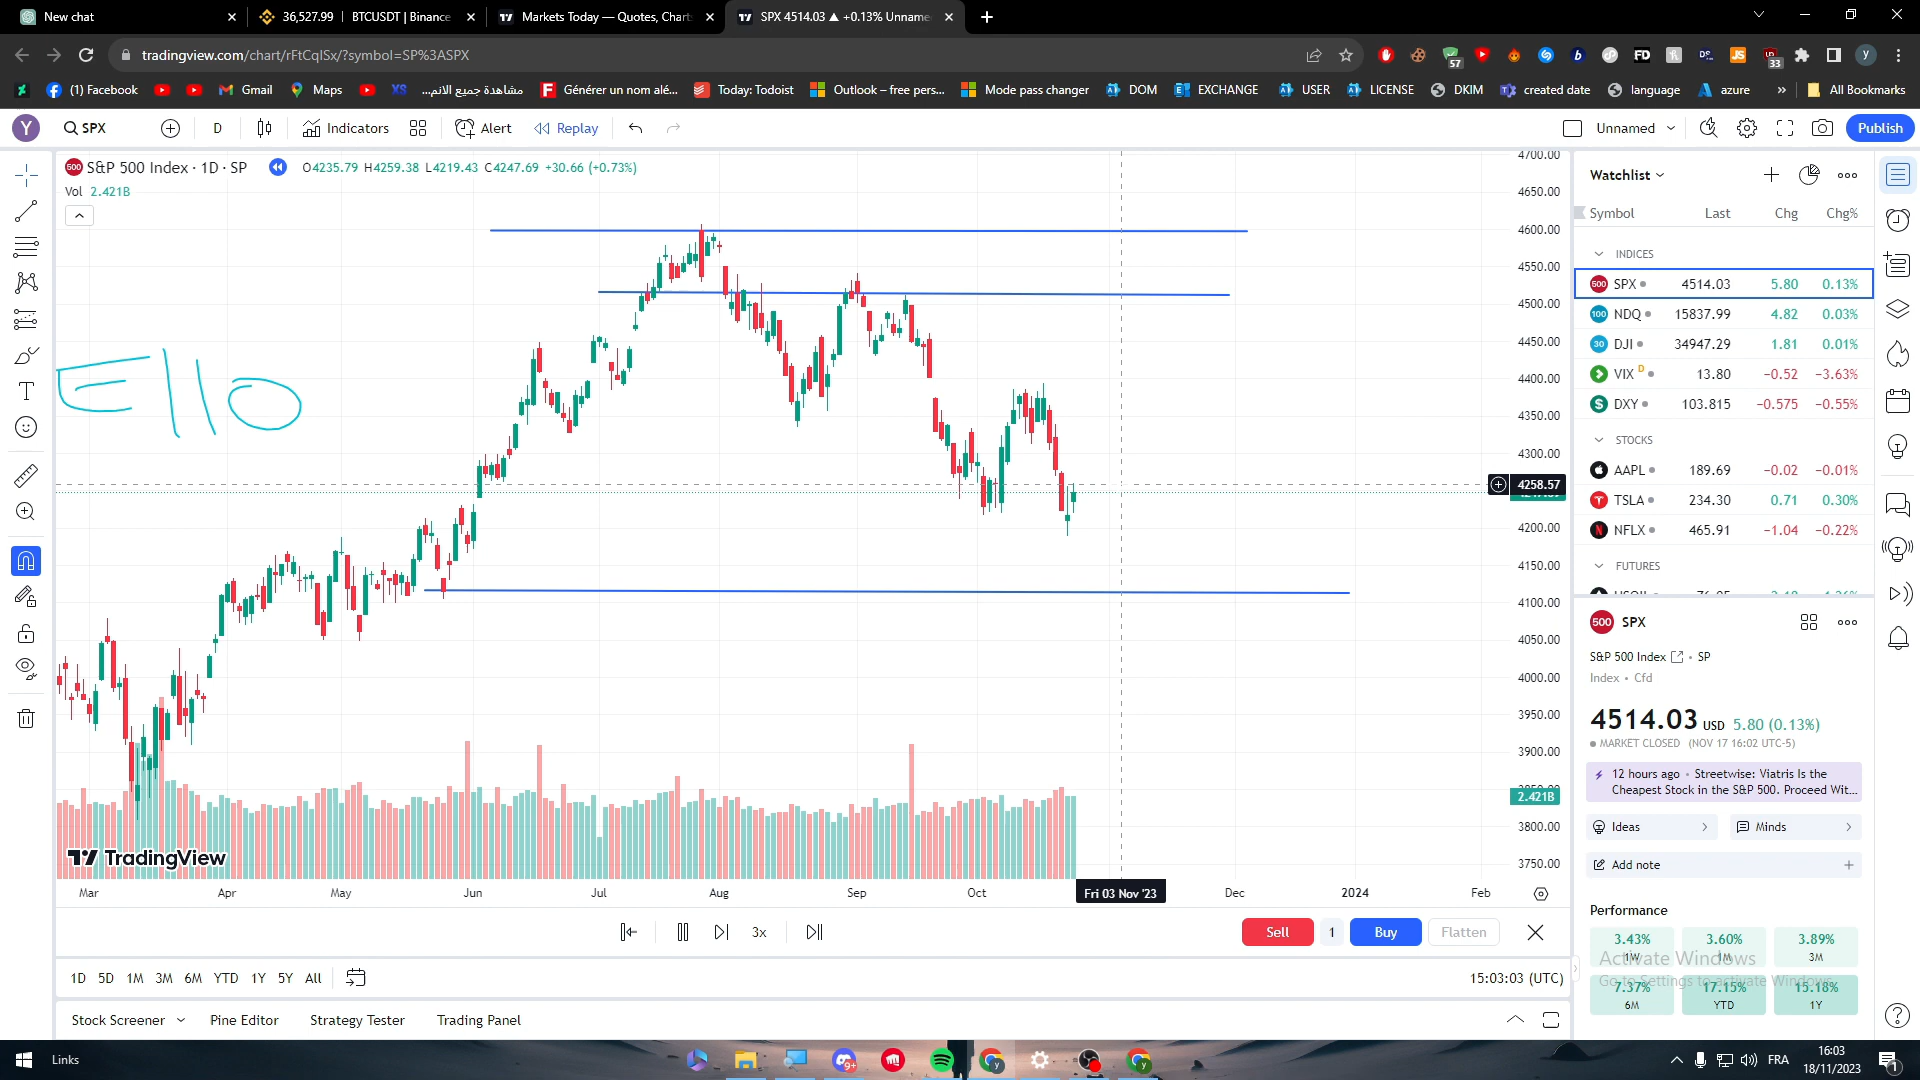 New chat
36,527.99 | BTCUSDT | Binance
Markets Today — Quotes, Chart
SPX 4514.03 ▲ +0.13% Unname
tradingview.com/chart/rFtCqlSx/?symbol=SP%3ASPX
(1) Facebook
Gmail
Maps
مشاهدة جميع الانم...
Générer un nom alé...
Today: Todoist
Outlook – free pers...
Mode pass changer
DOM
EXCHANGE
USER
LICENSE
DKIM
created date
language
azure
»
All Bookmarks
Y SPX D Indicators Alert Replay Unnamed Publish
S&P 500 Index · 1D · SP O4235.79 H4259.38 L4219.43 C4247.69 +30.66 (+0.73%)
Vol 2.421B
Ello
4700.00
4650.00
4600.00
4550.00
4500.00
4450.00
4400.00
4350.00
4300.00
4258.57
4200.00
4150.00
4100.00
4050.00
4000.00
3950.00
3900.00
2.421B
3800.00
3750.00
TradingView
Mar Apr May Jun Jul Aug Sep Oct Fri 03 Nov '23 Dec 2024 Feb
3x Sell 1 Buy Flatten
1D 5D 1M 3M 6M YTD 1Y 5Y All 15:03:03 (UTC)
Stock Screener Pine Editor Strategy Tester Trading Panel
Watchlist
Symbol Last Chg Chg%
INDICES
SPX 4514.03 5.80 0.13%
NDQ 15837.99 4.82 0.03%
DJI 34947.29 1.81 0.01%
VIX D 13.80 −0.52 −3.63%
DXY 103.815 −0.575 −0.55%
STOCKS
AAPL 189.69 −0.02 −0.01%
TSLA 234.30 0.71 0.30%
NFLX 465.91 −1.04 −0.22%
FUTURES
500 SPX
S&P 500 Index · SP
Index · Cfd
4514.03 USD 5.80 (0.13%)
MARKET CLOSED (NOV 17 16:02 UTC-5)
12 hours ago · Streetwise: Viatris Is the
Cheapest Stock in the S&P 500. Proceed Wit...
Ideas Minds
Add note
Performance
3.43% 3.60% 3.89%
1W 1M 3M
Activate Windows
Go to Settings to activate Windows.
7.37% 17.15% 15.18%
6M YTD 1Y
Links
FRA
16:03
18/11/2023